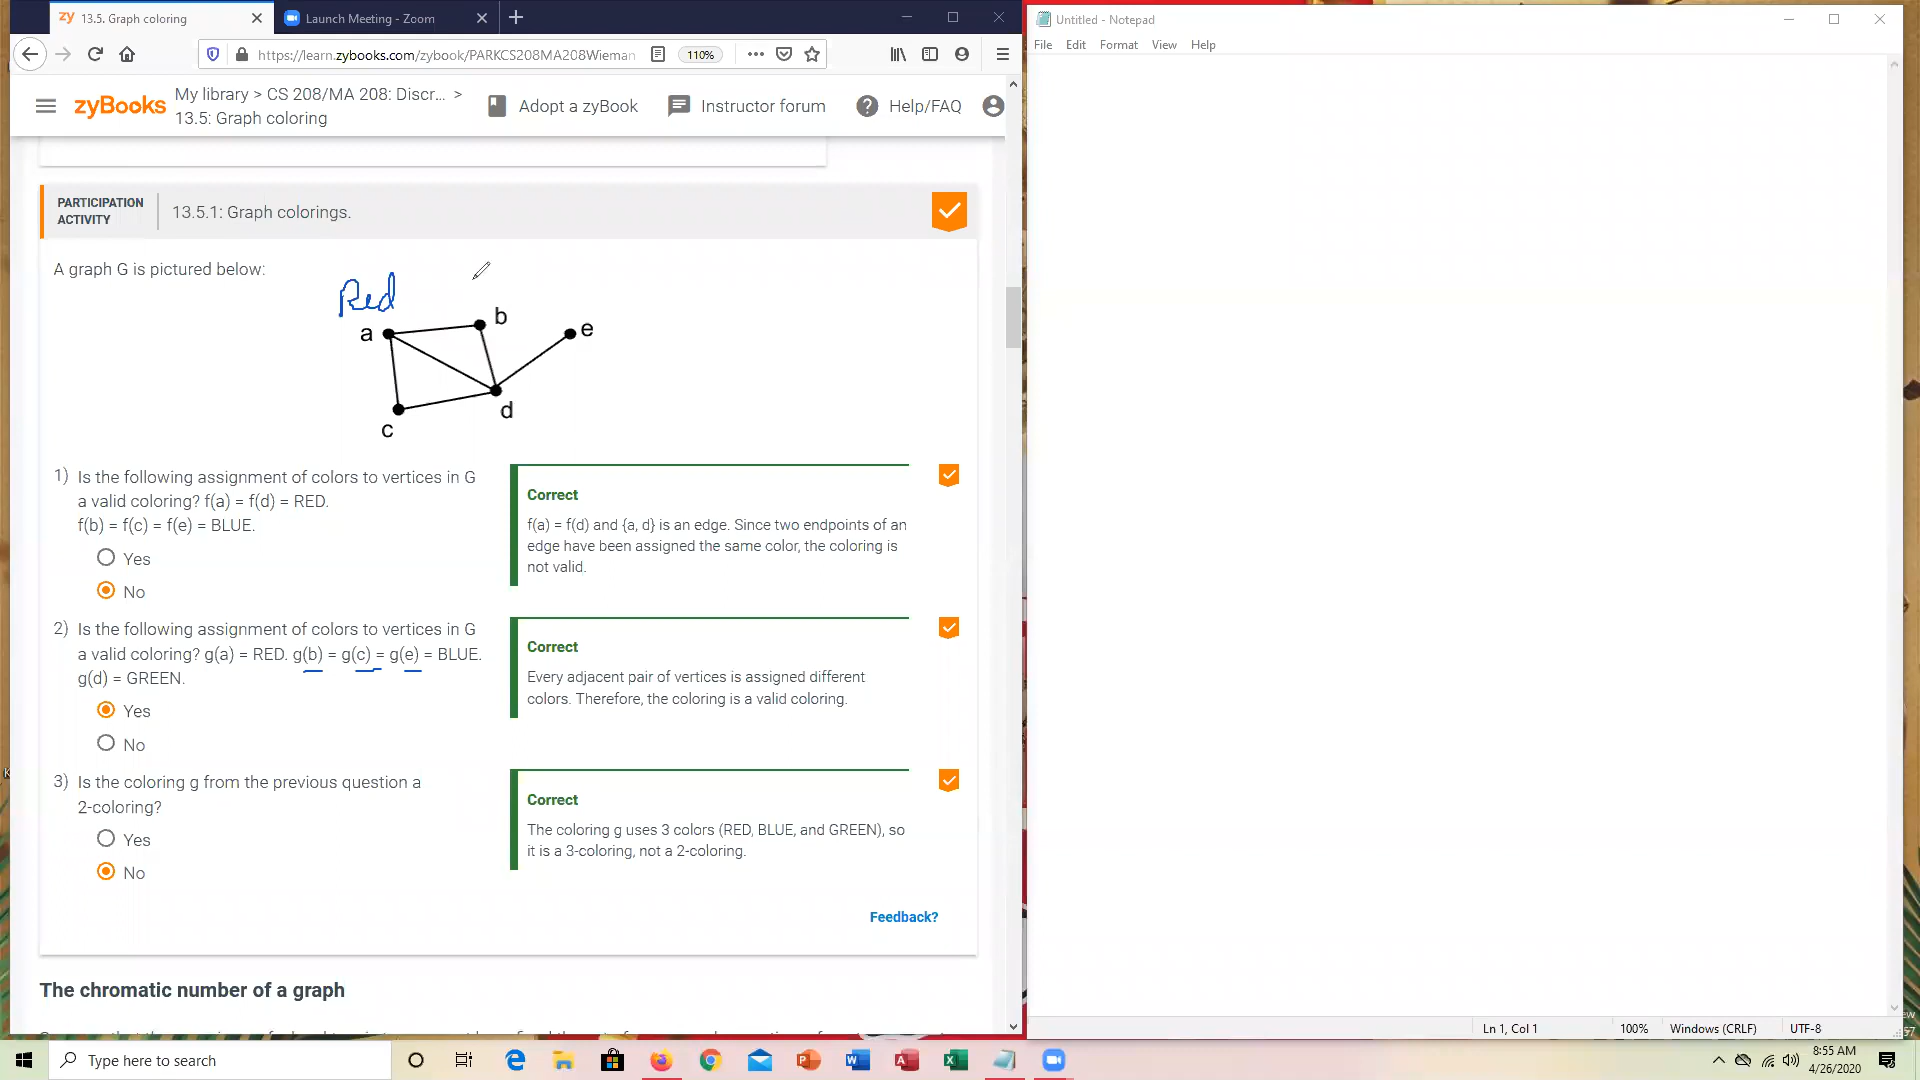 13.5. Graph coloring
Launch Meeting - Zoom
Untitled - Notepad
File Edit Format View Help
https://learn.zybooks.com/zybook/PARKCS208MA208Wieman
110%
zyBooks
My library > CS 208/MA 208: Discr... >
13.5: Graph coloring
Adopt a zyBook
Instructor forum
Help/FAQ
PARTICIPATION
ACTIVITY
13.5.1: Graph colorings.
A graph G is pictured below:
Red
a
b
e
d
c
1) Is the following assignment of colors to vertices in G
a valid coloring? f(a) = f(d) = RED.
f(b) = f(c) = f(e) = BLUE.
Yes
No
Correct
f(a) = f(d) and {a, d} is an edge. Since two endpoints of an
edge have been assigned the same color, the coloring is
not valid.
2) Is the following assignment of colors to vertices in G
a valid coloring? g(a) = RED. g(b) = g(c) = g(e) = BLUE.
g(d) = GREEN.
Yes
No
Correct
Every adjacent pair of vertices is assigned different
colors. Therefore, the coloring is a valid coloring.
3) Is the coloring g from the previous question a
2-coloring?
Yes
No
Correct
The coloring g uses 3 colors (RED, BLUE, and GREEN), so
it is a 3-coloring, not a 2-coloring.
Feedback?
The chromatic number of a graph
Ln 1, Col 1
100%
Windows (CRLF)
UTF-8
Type here to search
8:55 AM
4/26/2020